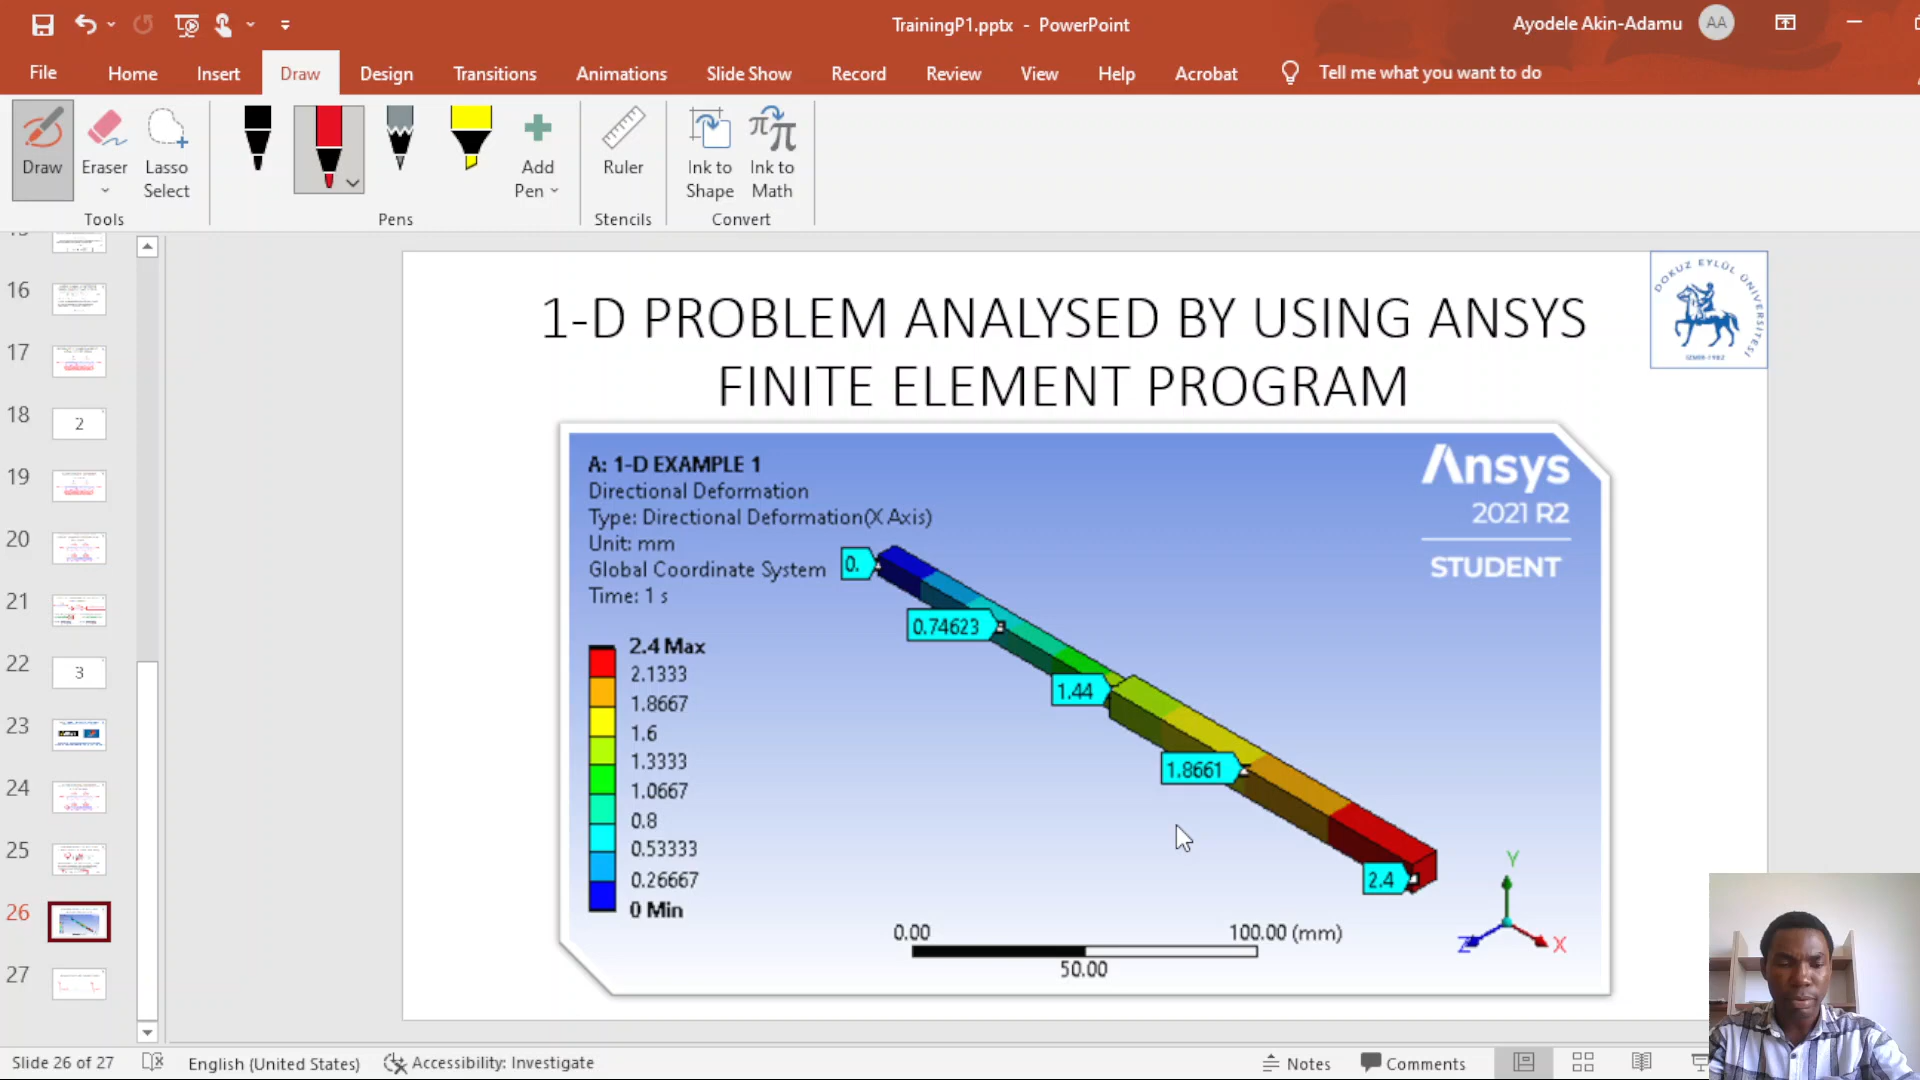 TrainingP1.pptx - PowerPoint
Ayodele Akin-Adamu AA
File Home Insert Draw Design Transitions Animations Slide Show Record Review View Help Acrobat Tell me what you want to do
Draw Eraser Lasso Select
Add Pen
Ruler
Ink to Shape Ink to Math
Tools Pens Stencils Convert
16
17
18 2
19
20
21
22 3
23
24
25
26
27
DOKUZ EYLÜL ÜNİVERSİTESİ
İZMİR-1982
1-D PROBLEM ANALYSED BY USING ANSYS
FINITE ELEMENT PROGRAM
A: 1-D EXAMPLE 1
Directional Deformation
Type: Directional Deformation(X Axis)
Unit: mm
Global Coordinate System
Time: 1 s
Ansys
2021 R2
STUDENT
0.
0.74623
1.44
1.8661
2.4
2.4 Max
2.1333
1.8667
1.6
1.3333
1.0667
0.8
0.53333
0.26667
0 Min
0.00 100.00 (mm)
50.00
Y
Z X
Slide 26 of 27 English (United States) Accessibility: Investigate Notes Comments